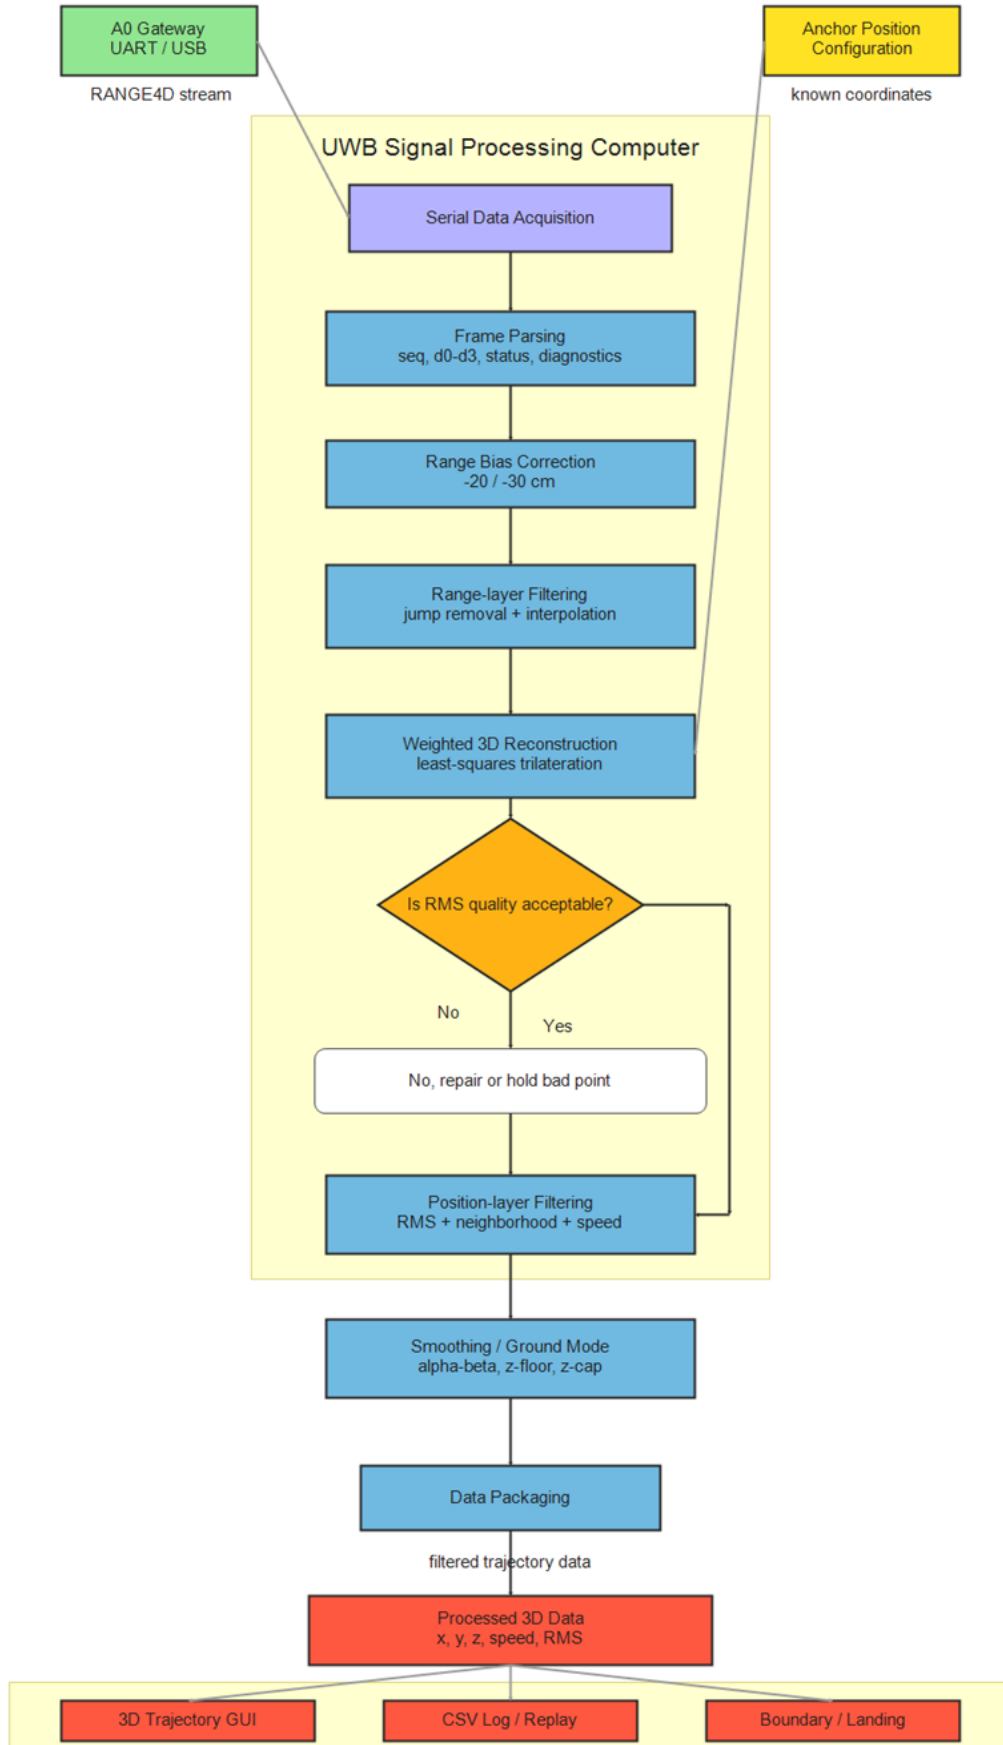 A0 Gateway
UART / USB
RANGE4D stream
Anchor Position
Configuration
known coordinates
UWB Signal Processing Computer
Serial Data Acquisition
Frame Parsing
seq, d0-d3, status, diagnostics
Range Bias Correction
-20 / -30 cm
Range-layer Filtering
jump removal + interpolation
Weighted 3D Reconstruction
least-squares trilateration
Is RMS quality acceptable?
No
Yes
No, repair or hold bad point
Position-layer Filtering
RMS + neighborhood + speed
Smoothing / Ground Mode
alpha-beta, z-floor, z-cap
Data Packaging
filtered trajectory data
Processed 3D Data
x, y, z, speed, RMS
3D Trajectory GUI
CSV Log / Replay
Boundary / Landing